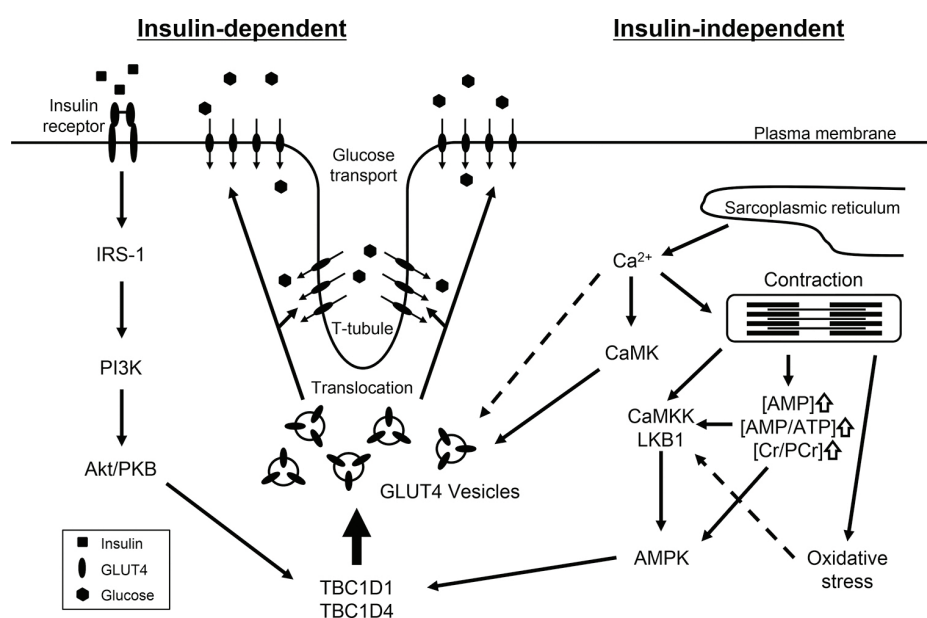 Insulin-dependent
Insulin-independent
Insulin
receptor
Plasma membrane
Glucose
transport
Sarcoplasmic reticulum
IRS-1
Ca²⁺
Contraction
T-tubule
CaMK
PI3K
Translocation
[AMP]⇧
CaMKK
[AMP/ATP]⇧
LKB1
[Cr/PCr]⇧
Akt/PKB
GLUT4 Vesicles
Insulin
GLUT4
Glucose
AMPK
Oxidative
stress
TBC1D1
TBC1D4